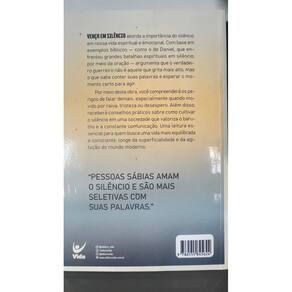 VENÇA EM SILÊNCIO aborda a importância do silêncio
em nossa vida espiritual e emocional. Com base em
exemplos bíblicos — como o de Daniel, que en-
frentou grandes batalhas espirituais em silêncio,
por meio da oração — argumenta que o verdadei-
ro guerreiro não é aquele que grita mais alto, mas
o que sabe conter suas palavras e esperar o mo-
mento certo para agir.
Por meio desta obra, você compreenderá os pe-
rigos de falar demais, especialmente quando mo-
vido por raiva, tristeza ou desespero. Além disso,
receberá conselhos práticos sobre como cultivar
o silêncio em uma sociedade que valoriza o baru-
lho e a constante comunicação. Uma leitura es-
sencial para quem busca uma vida mais equilibrada
e consciente, longe da superficialidade e da agi-
tação do mundo moderno.
"PESSOAS SÁBIAS AMAM
O SILÊNCIO E SÃO MAIS
SELETIVAS COM
SUAS PALAVRAS."
Vida